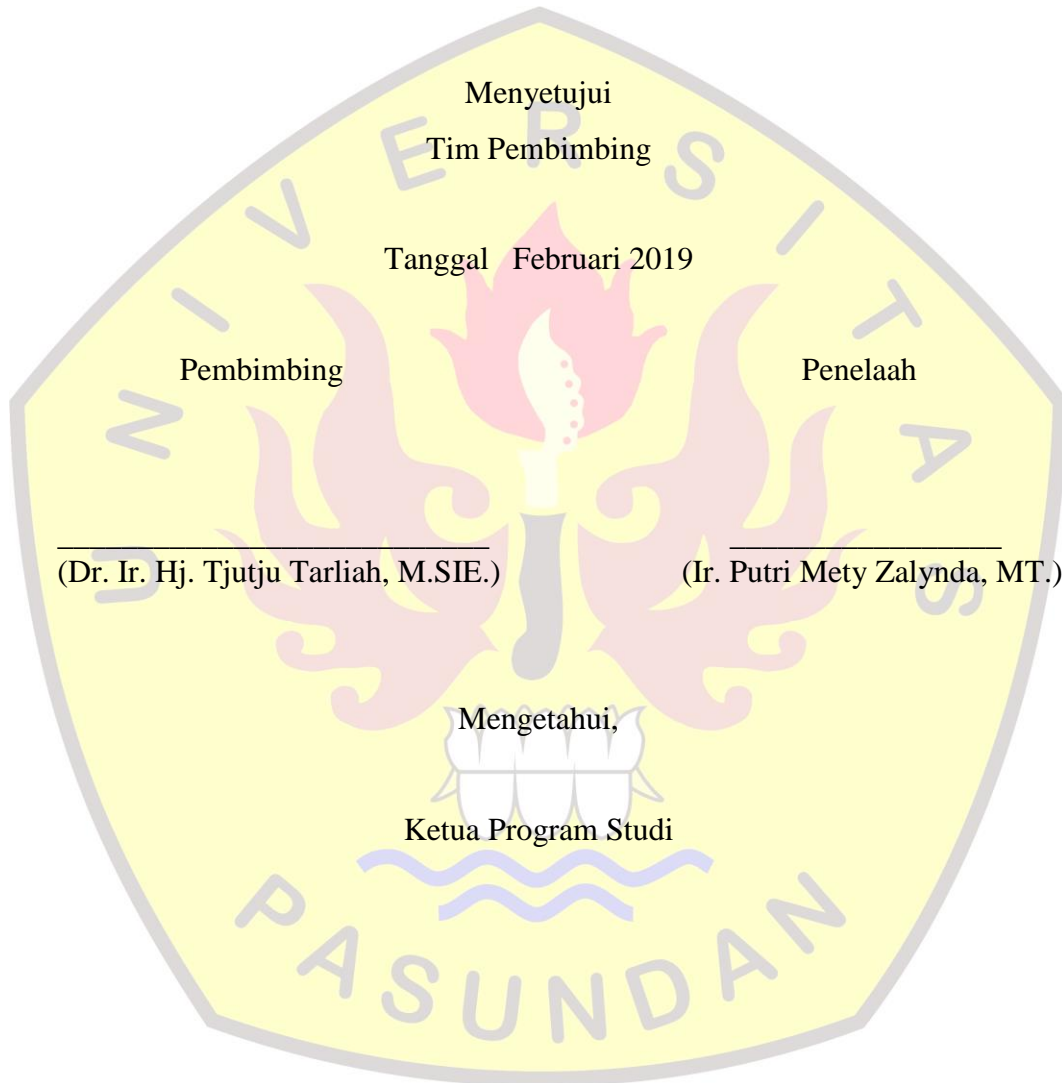 Menyetujui
Tim Pembimbing
Tanggal   Februari 2019
Pembimbing Penelaah
(Dr. Ir. Hj. Tjutju Tarliah, M.SIE.) (Ir. Putri Mety Zalynda, MT.)
Mengetahui,
Ketua Program Studi
UNIVERSITAS
PASUNDAN